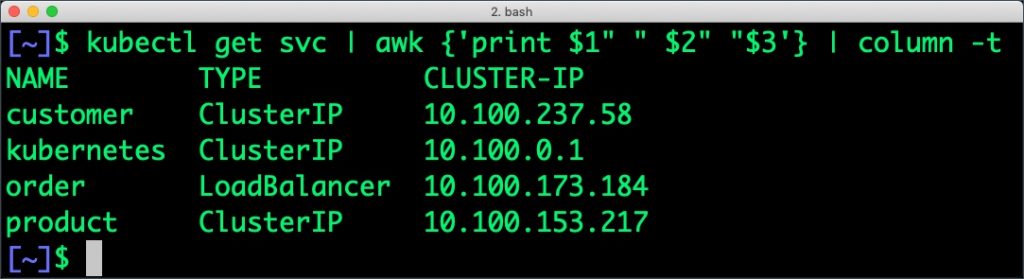 2. bash
[~]$ kubectl get svc | awk {'print $1" " $2" "$3'} | column -t
NAME TYPE CLUSTER-IP
customer ClusterIP 10.100.237.58
kubernetes ClusterIP 10.100.0.1
order LoadBalancer 10.100.173.184
product ClusterIP 10.100.153.217
[~]$